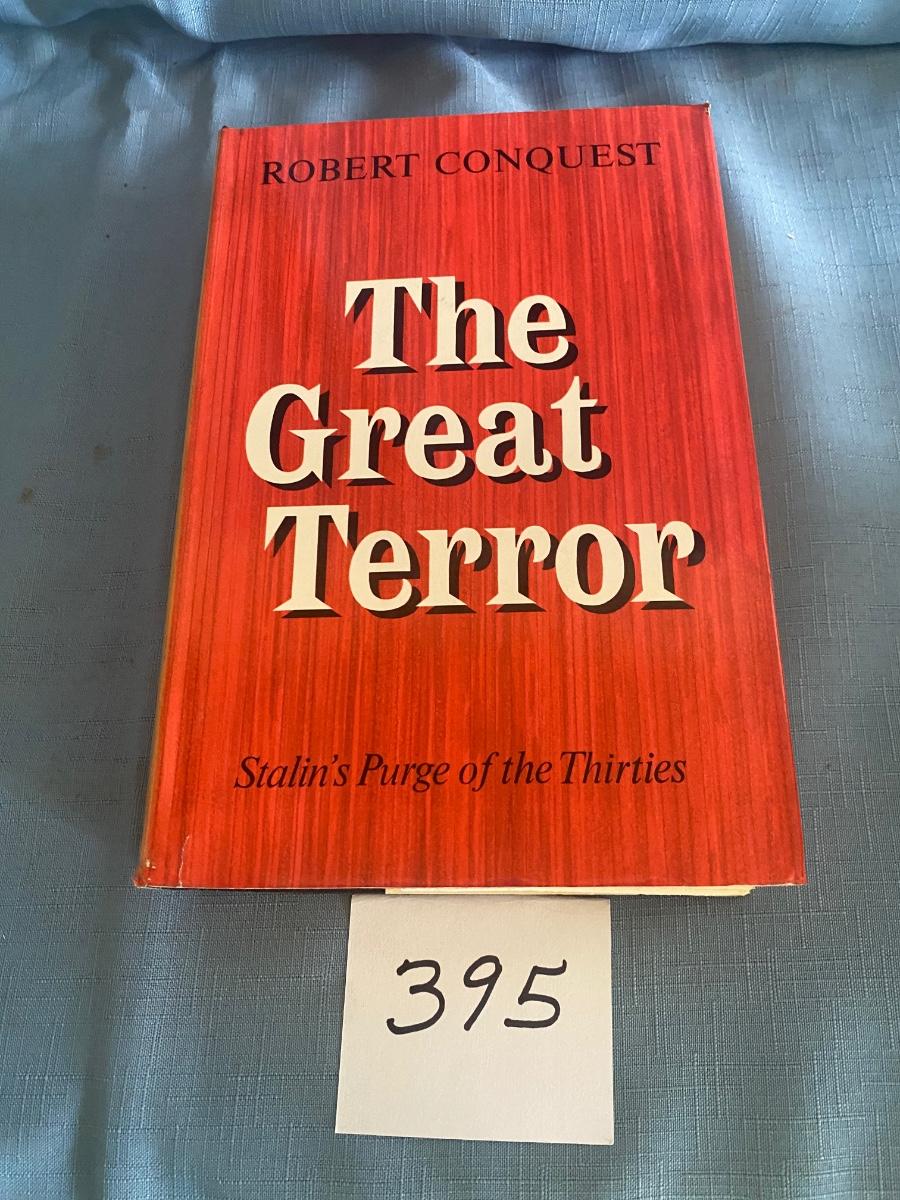 ROBERT CONQUEST
The
Great
Terror
Stalin's Purge of the Thirties
395